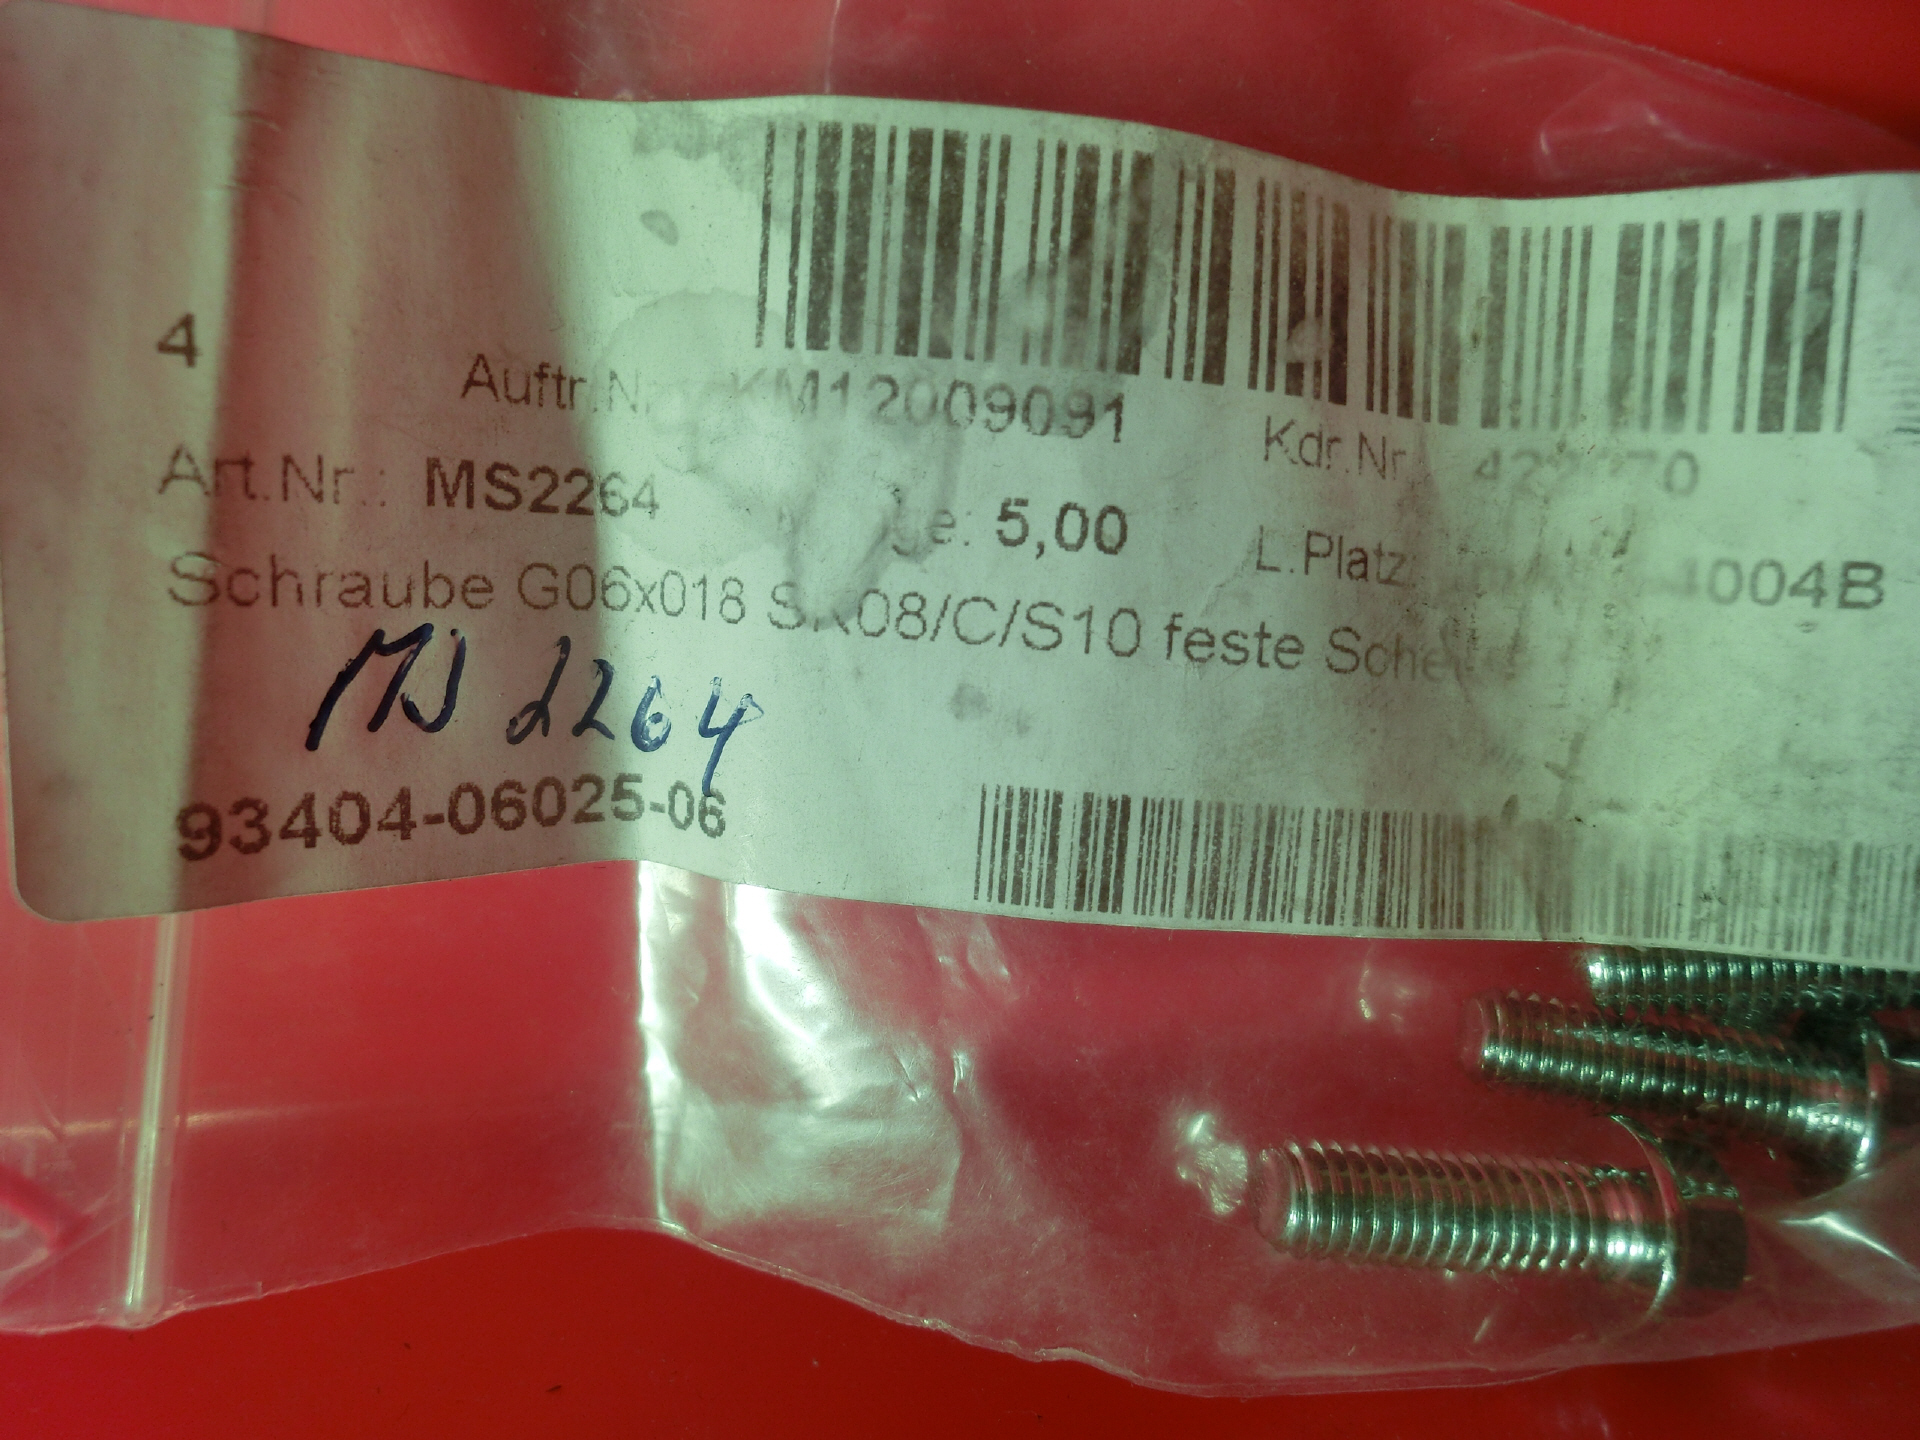 4
Auftr.Nr. KM12009091
Kdr.Nr.
Art.Nr.: MS2264
5,00
L.Platz:
Schraube G06x018 SK08/C/S10 feste
MS 2264
93404-06025-06